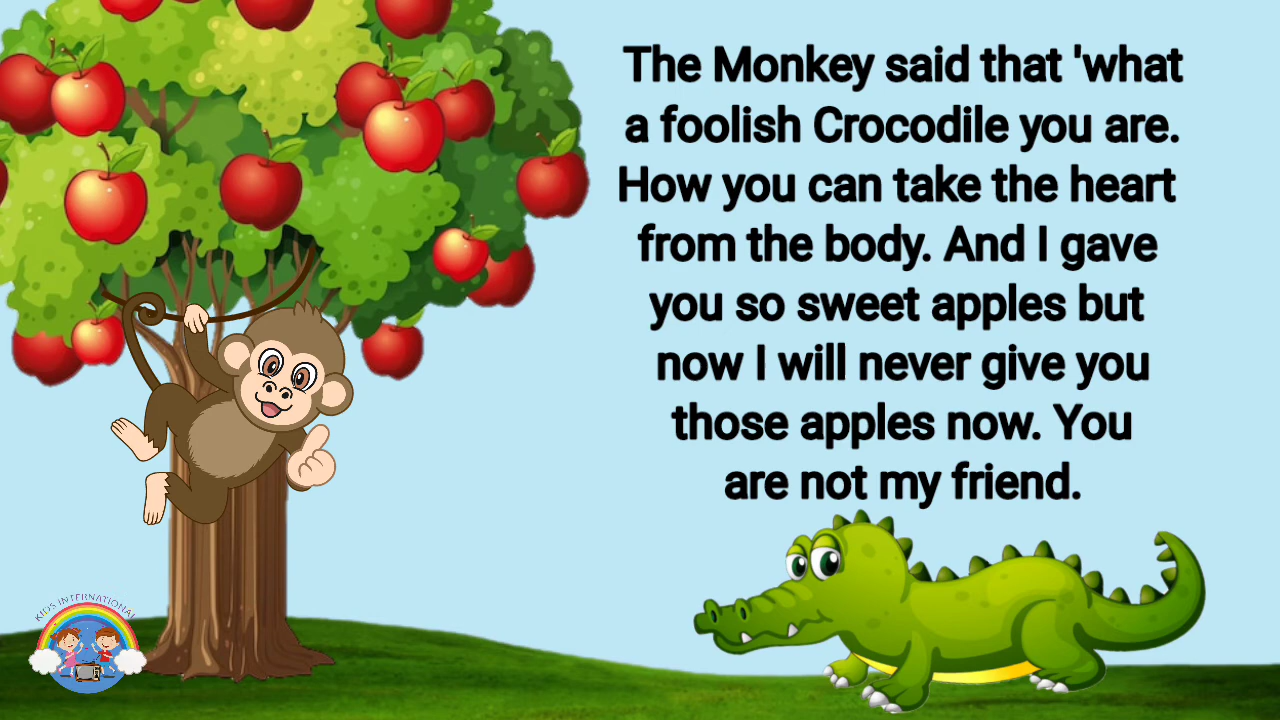 The Monkey said that 'what
a foolish Crocodile you are.
How you can take the heart
from the body. And I gave
you so sweet apples but
now I will never give you
those apples now. You
are not my friend.
KIDS INTERNATIONAL